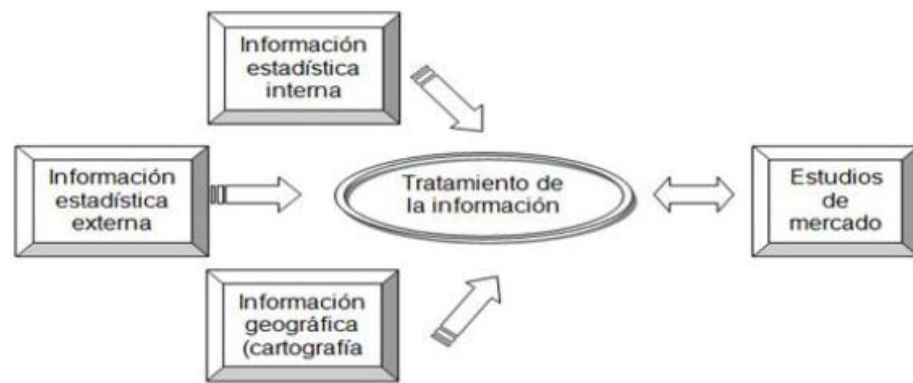 Información
estadística
interna
Información
estadística
externa
Tratamiento de
la información
Estudios
de
mercado
Información
geográfica
(cartografía